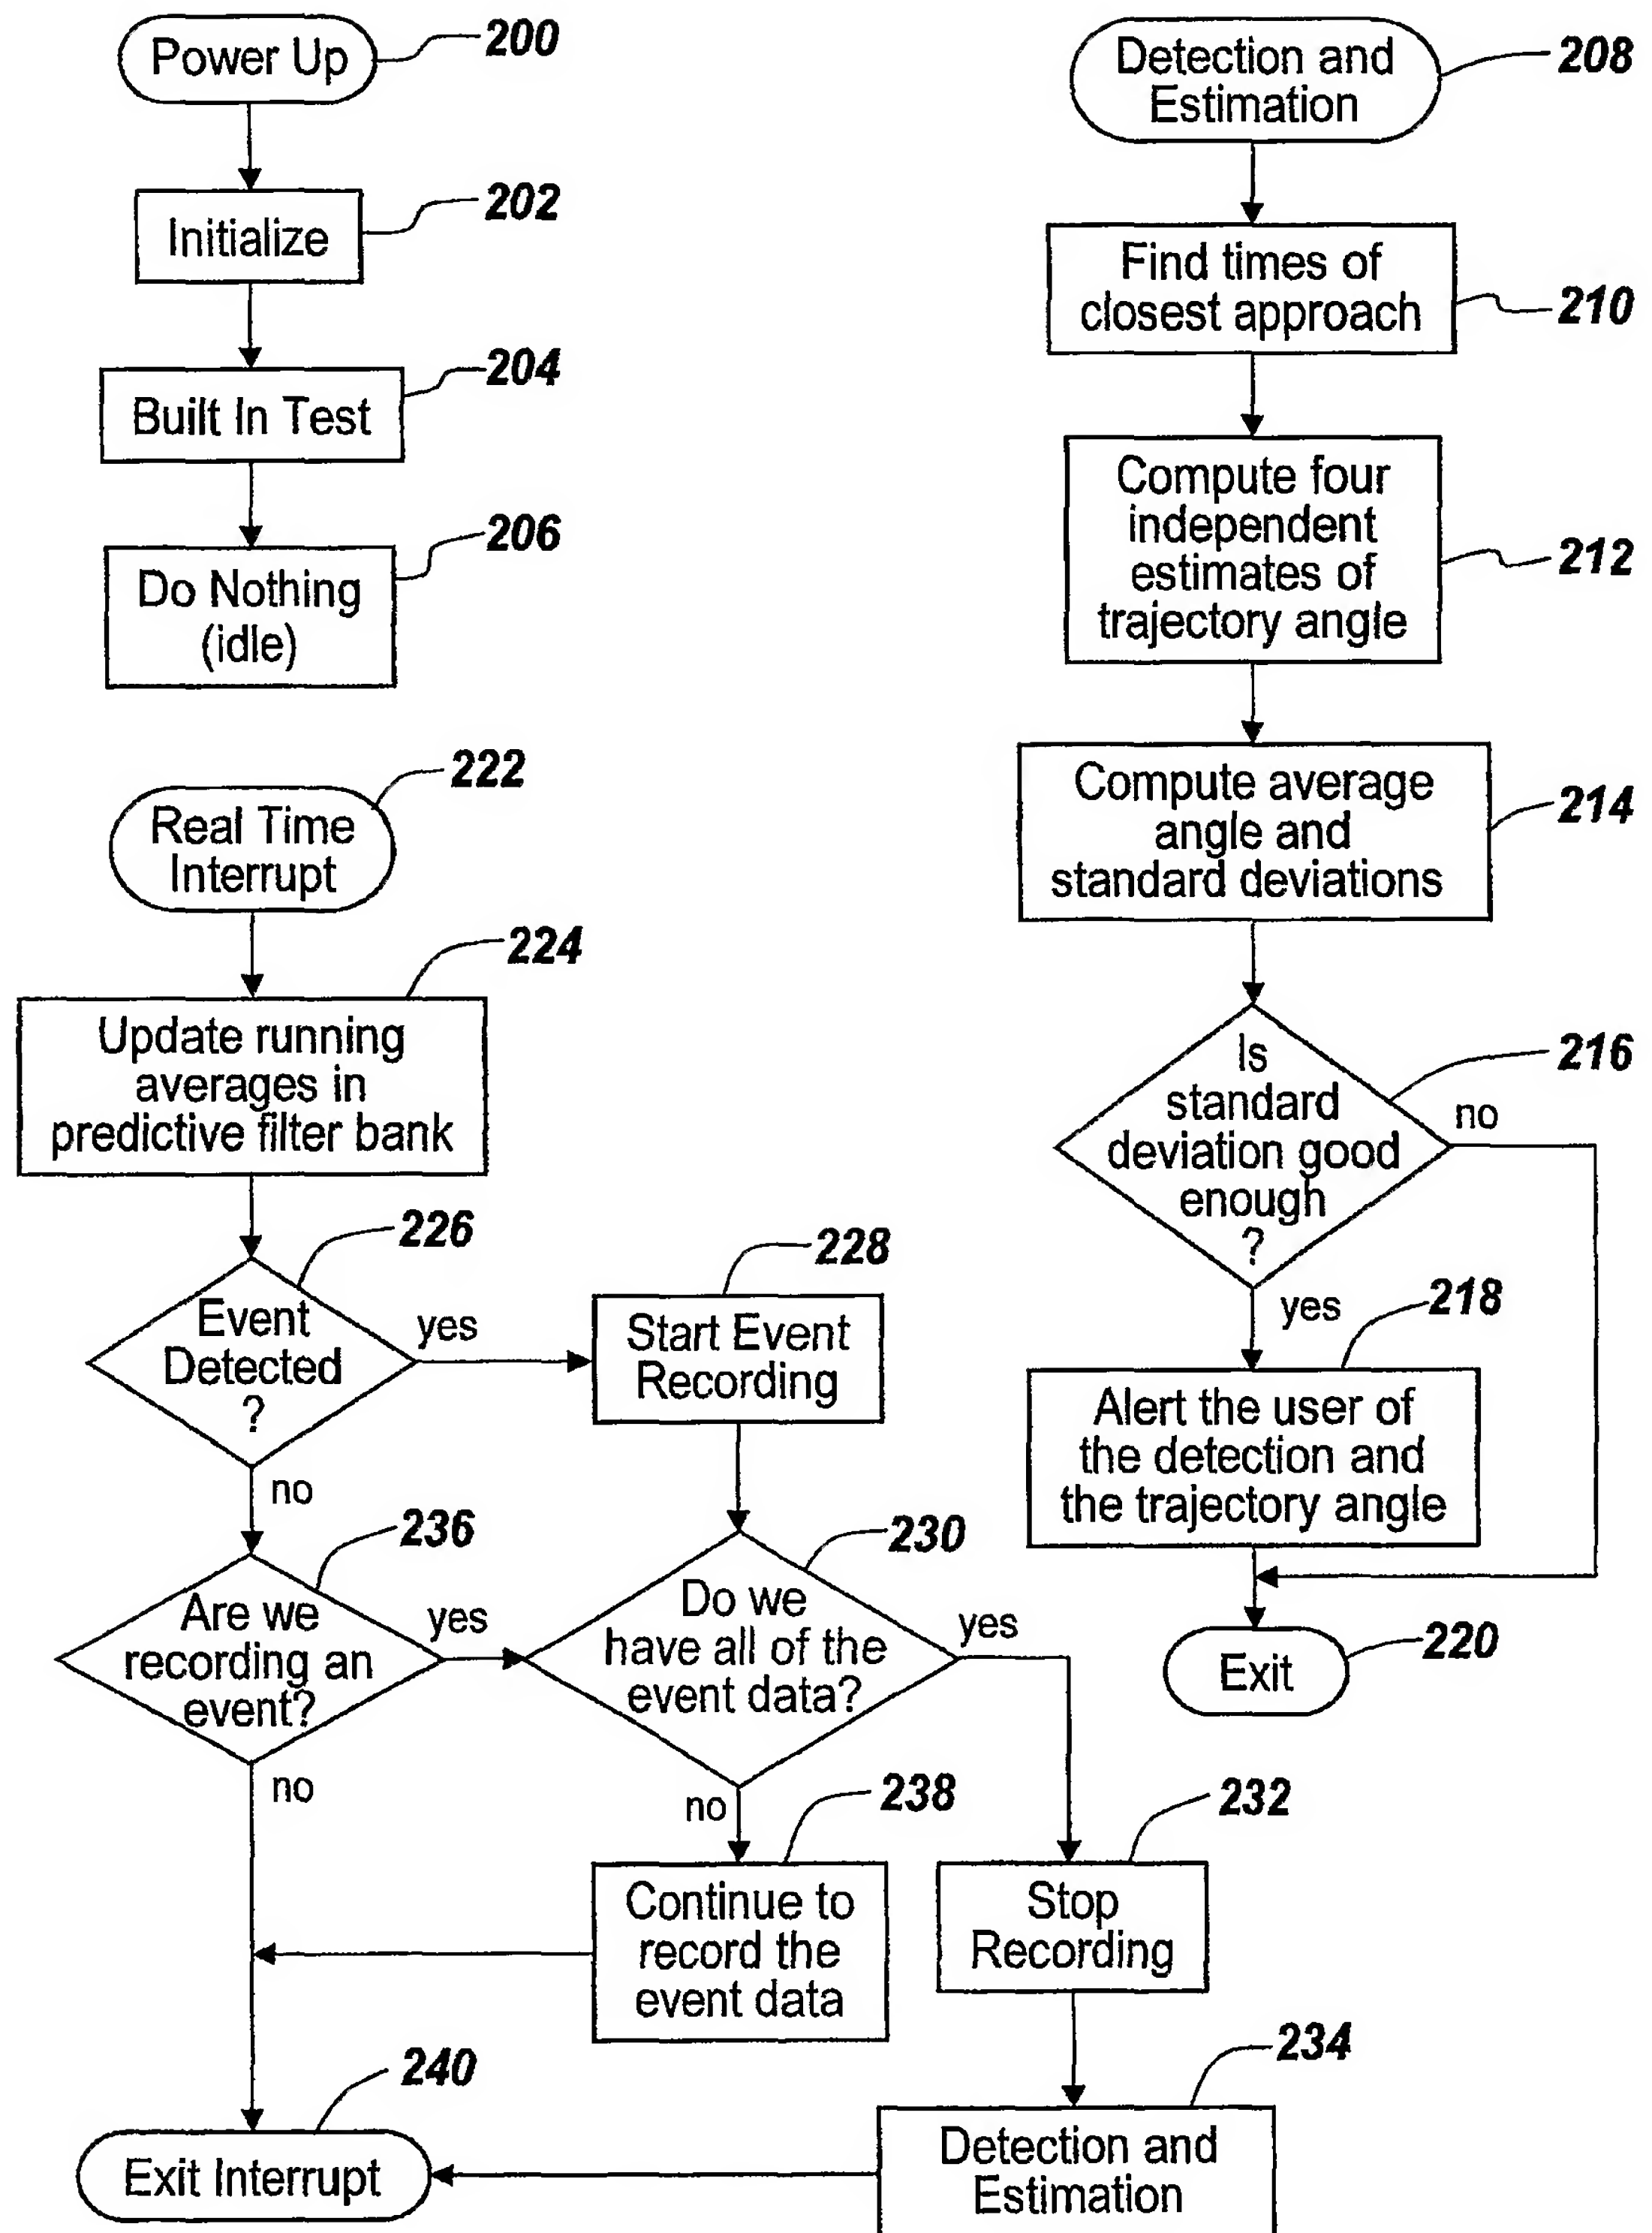 Power Up
200
Initialize
202
Built In Test
204
Do Nothing
(idle)
206
Detection and
Estimation
208
Find times of
closest approach
210
Compute four
independent
estimates of
trajectory angle
212
Compute average
angle and
standard deviations
214
Is
standard
deviation good
enough
?
216
no
yes
218
Alert the user of
the detection and
the trajectory angle
Exit
220
Real Time
Interrupt
222
Update running
averages in
predictive filter bank
224
Event
Detected
?
226
yes
no
Start Event
Recording
228
Are we
recording an
event?
236
yes
no
Do we
have all of the
event data?
230
yes
no
Continue to
record the
event data
238
Stop
Recording
232
Detection and
Estimation
234
Exit Interrupt
240